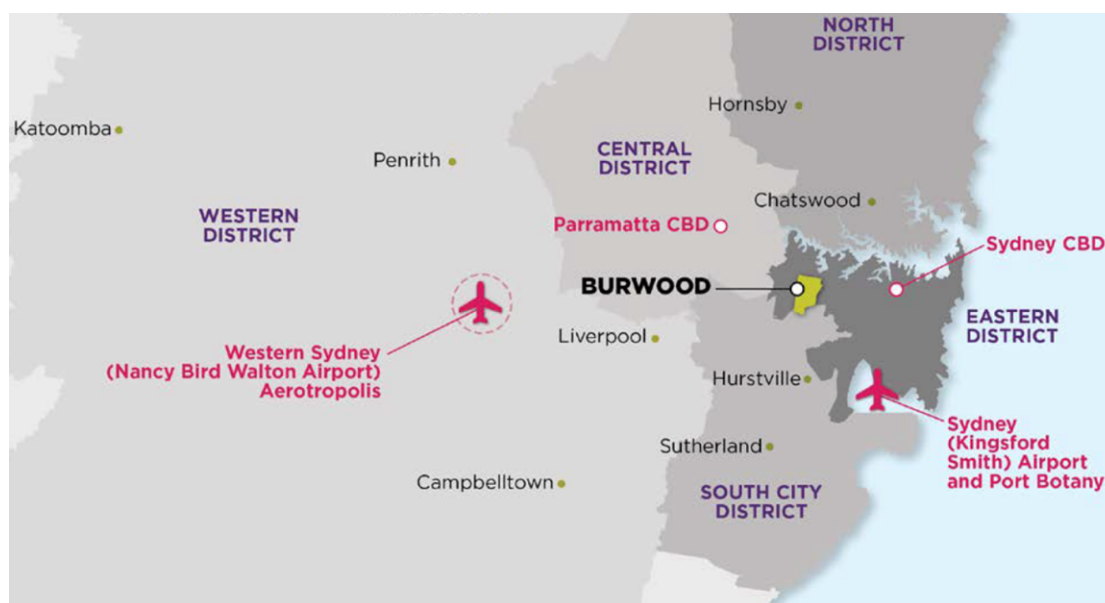 NORTH
DISTRICT
Hornsby
Katoomba
CENTRAL
DISTRICT
Penrith
Chatswood
WESTERN
DISTRICT
Parramatta CBD
Sydney CBD
BURWOOD
EASTERN
DISTRICT
Liverpool
Western Sydney
(Nancy Bird Walton Airport)
Aerotropolis
Hurstville
Sydney
(Kingsford
Smith) Airport
and Port Botany
Sutherland
Campbelltown
SOUTH CITY
DISTRICT